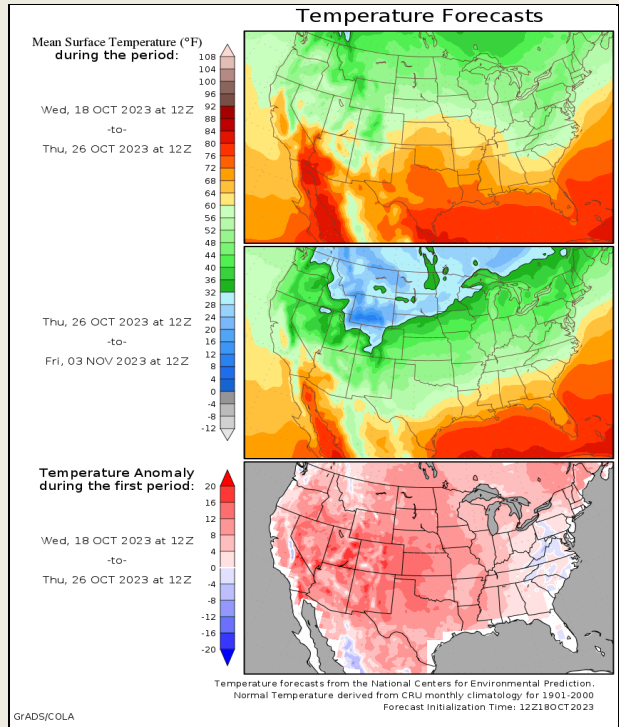 Temperature Forecasts
Mean Surface Temperature (°F)
during the period:
108
104
100
96
92
88
84
80
76
72
68
64
60
56
52
48
44
40
36
32
28
24
20
16
12
8
4
0
-4
-8
-12
Wed, 18 OCT 2023 at 12Z
-to-
Thu, 26 OCT 2023 at 12Z
Thu, 26 OCT 2023 at 12Z
-to-
Fri, 03 NOV 2023 at 12Z
Temperature Anomaly
during the first period:
20
16
12
8
4
0
-4
-8
-12
-16
-20
Wed, 18 OCT 2023 at 12Z
-to-
Thu, 26 OCT 2023 at 12Z
Temperature forecasts from the National Centers for Environmental Prediction.
Normal Temperature derived from CRU monthly climatology for 1901-2000
Forecast Initialization Time: 12Z18OCT2023
GrADS/COLA